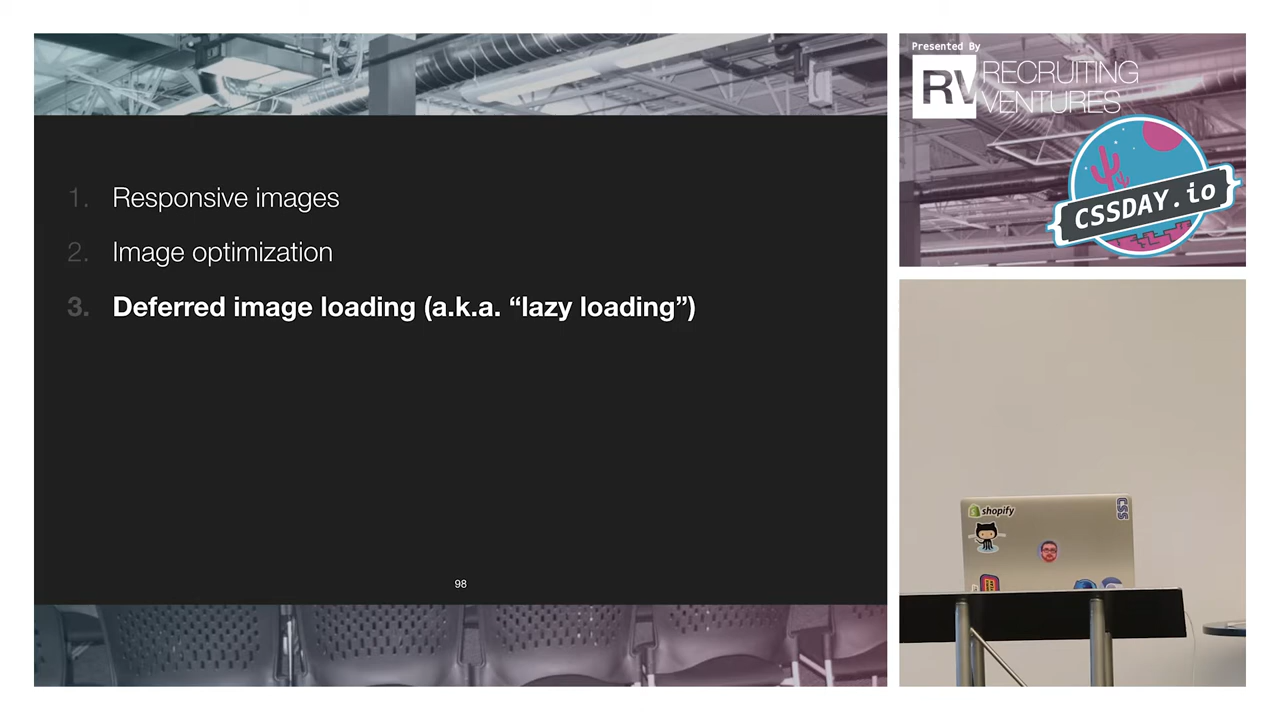 1. Responsive images
2. Image optimization
3. Deferred image loading (a.k.a. “lazy loading”)
98
Presented By
RV RECRUITING
VENTURES
{CSSDAY.io}
shopify
CSS